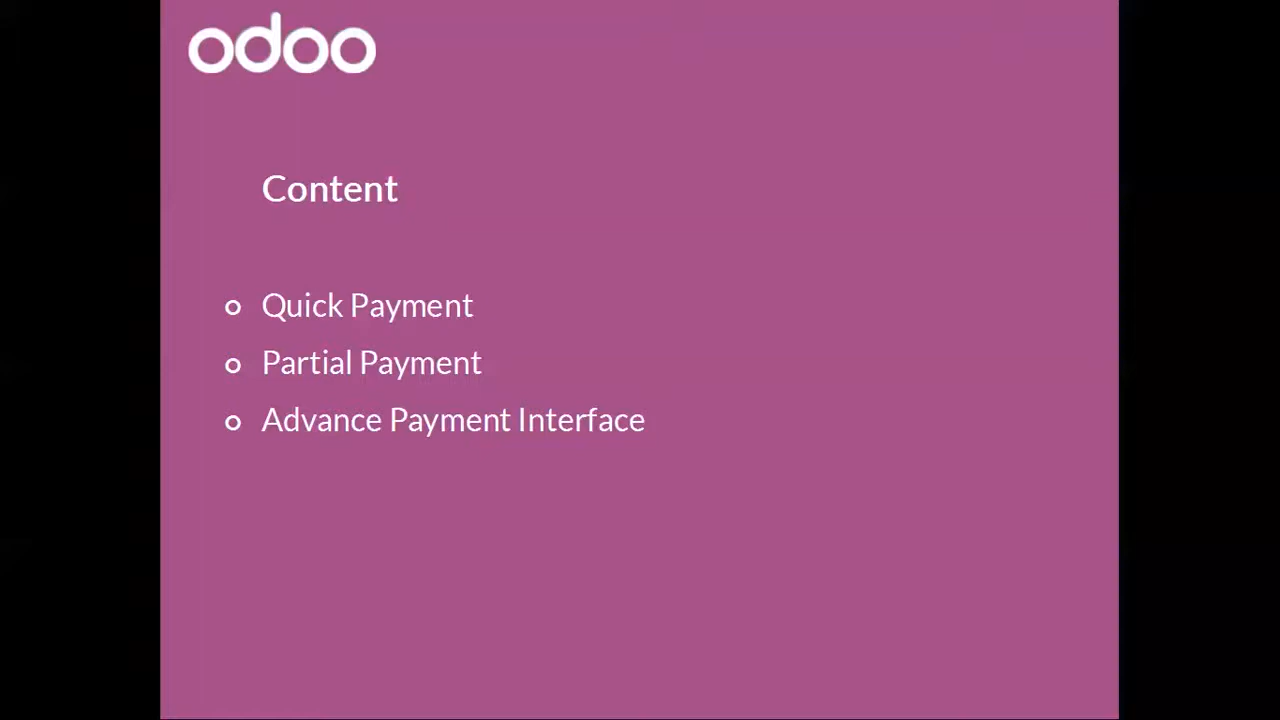 odoo
Content
Quick Payment
Partial Payment
Advance Payment Interface